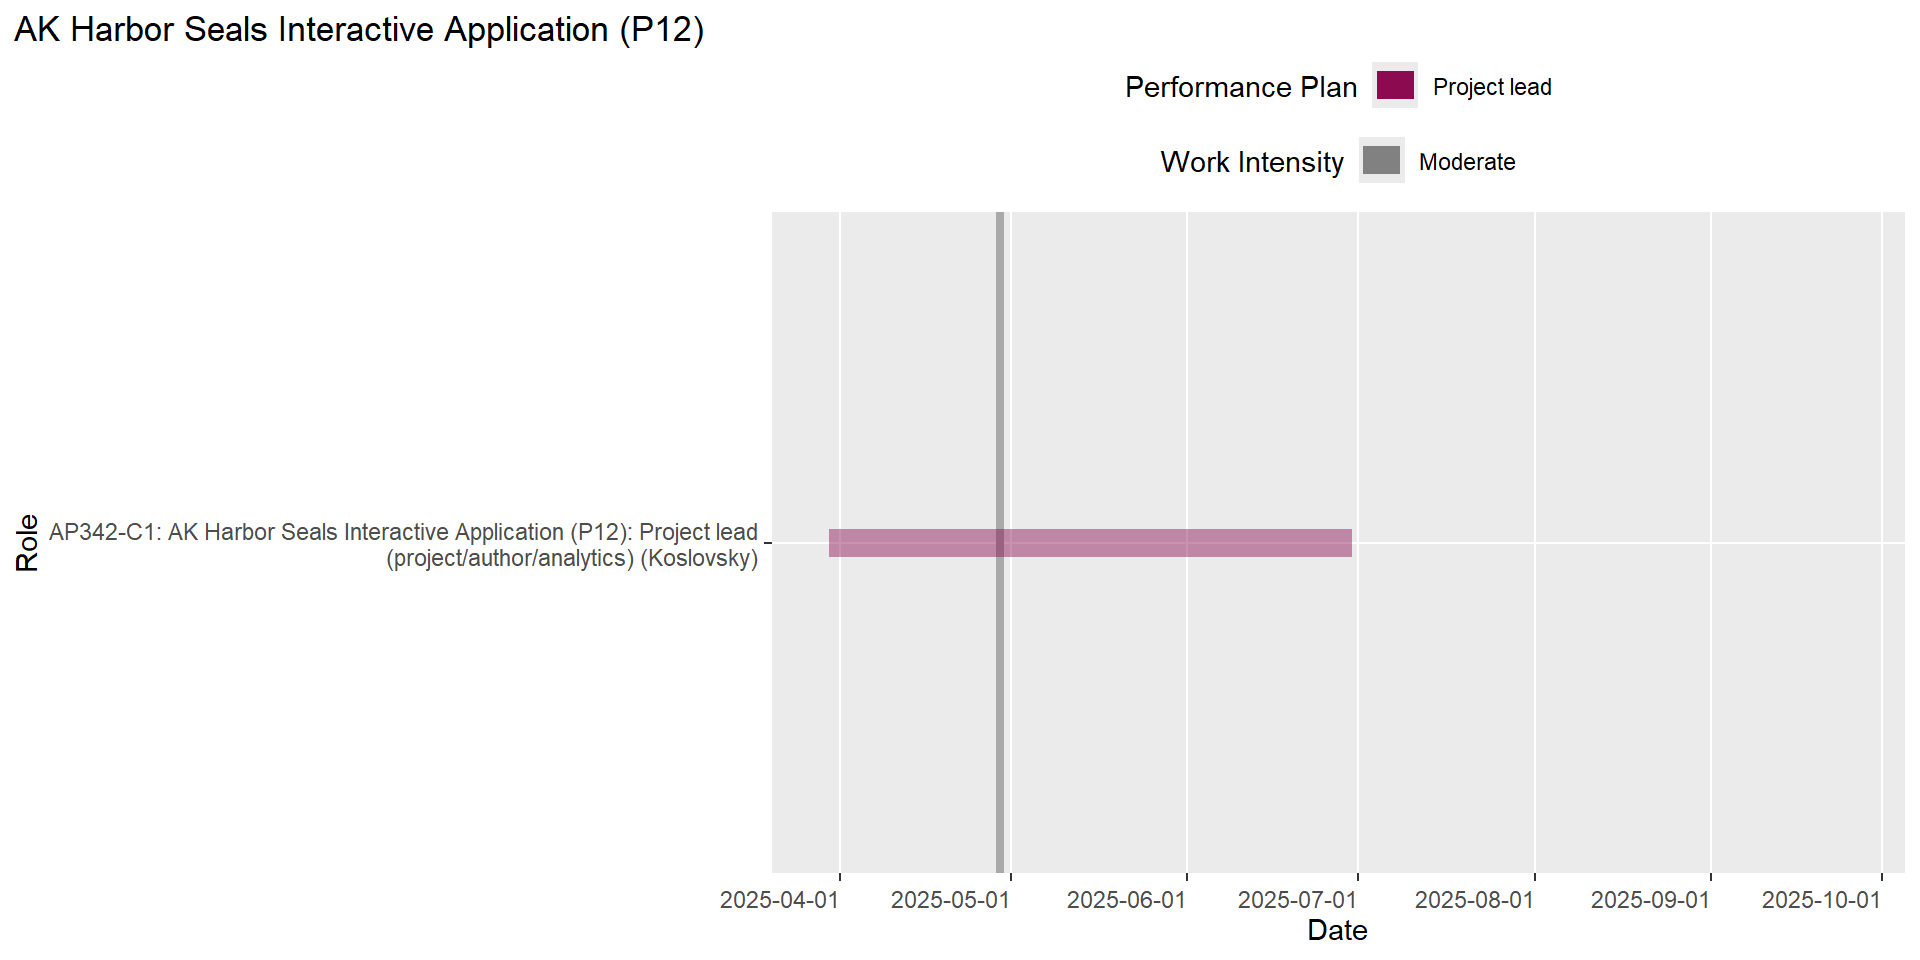 AK Harbor Seals Interactive Application (P12)
Performance Plan
Project lead
Work Intensity
Moderate
Role
AP342-C1: AK Harbor Seals Interactive Application (P12): Project lead
(project/author/analytics) (Koslovsky)
2025-04-01
2025-05-01
2025-06-01
2025-07-01
2025-08-01
2025-09-01
2025-10-01
Date